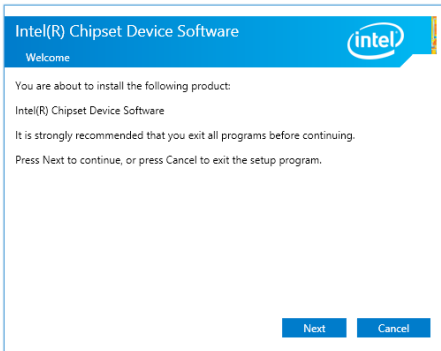 Intel(R) Chipset Device Software
intel
Welcome
You are about to install the following product:
Intel(R) Chipset Device Software
It is strongly recommended that you exit all programs before continuing.
Press Next to continue, or press Cancel to exit the setup program.
Next
Cancel